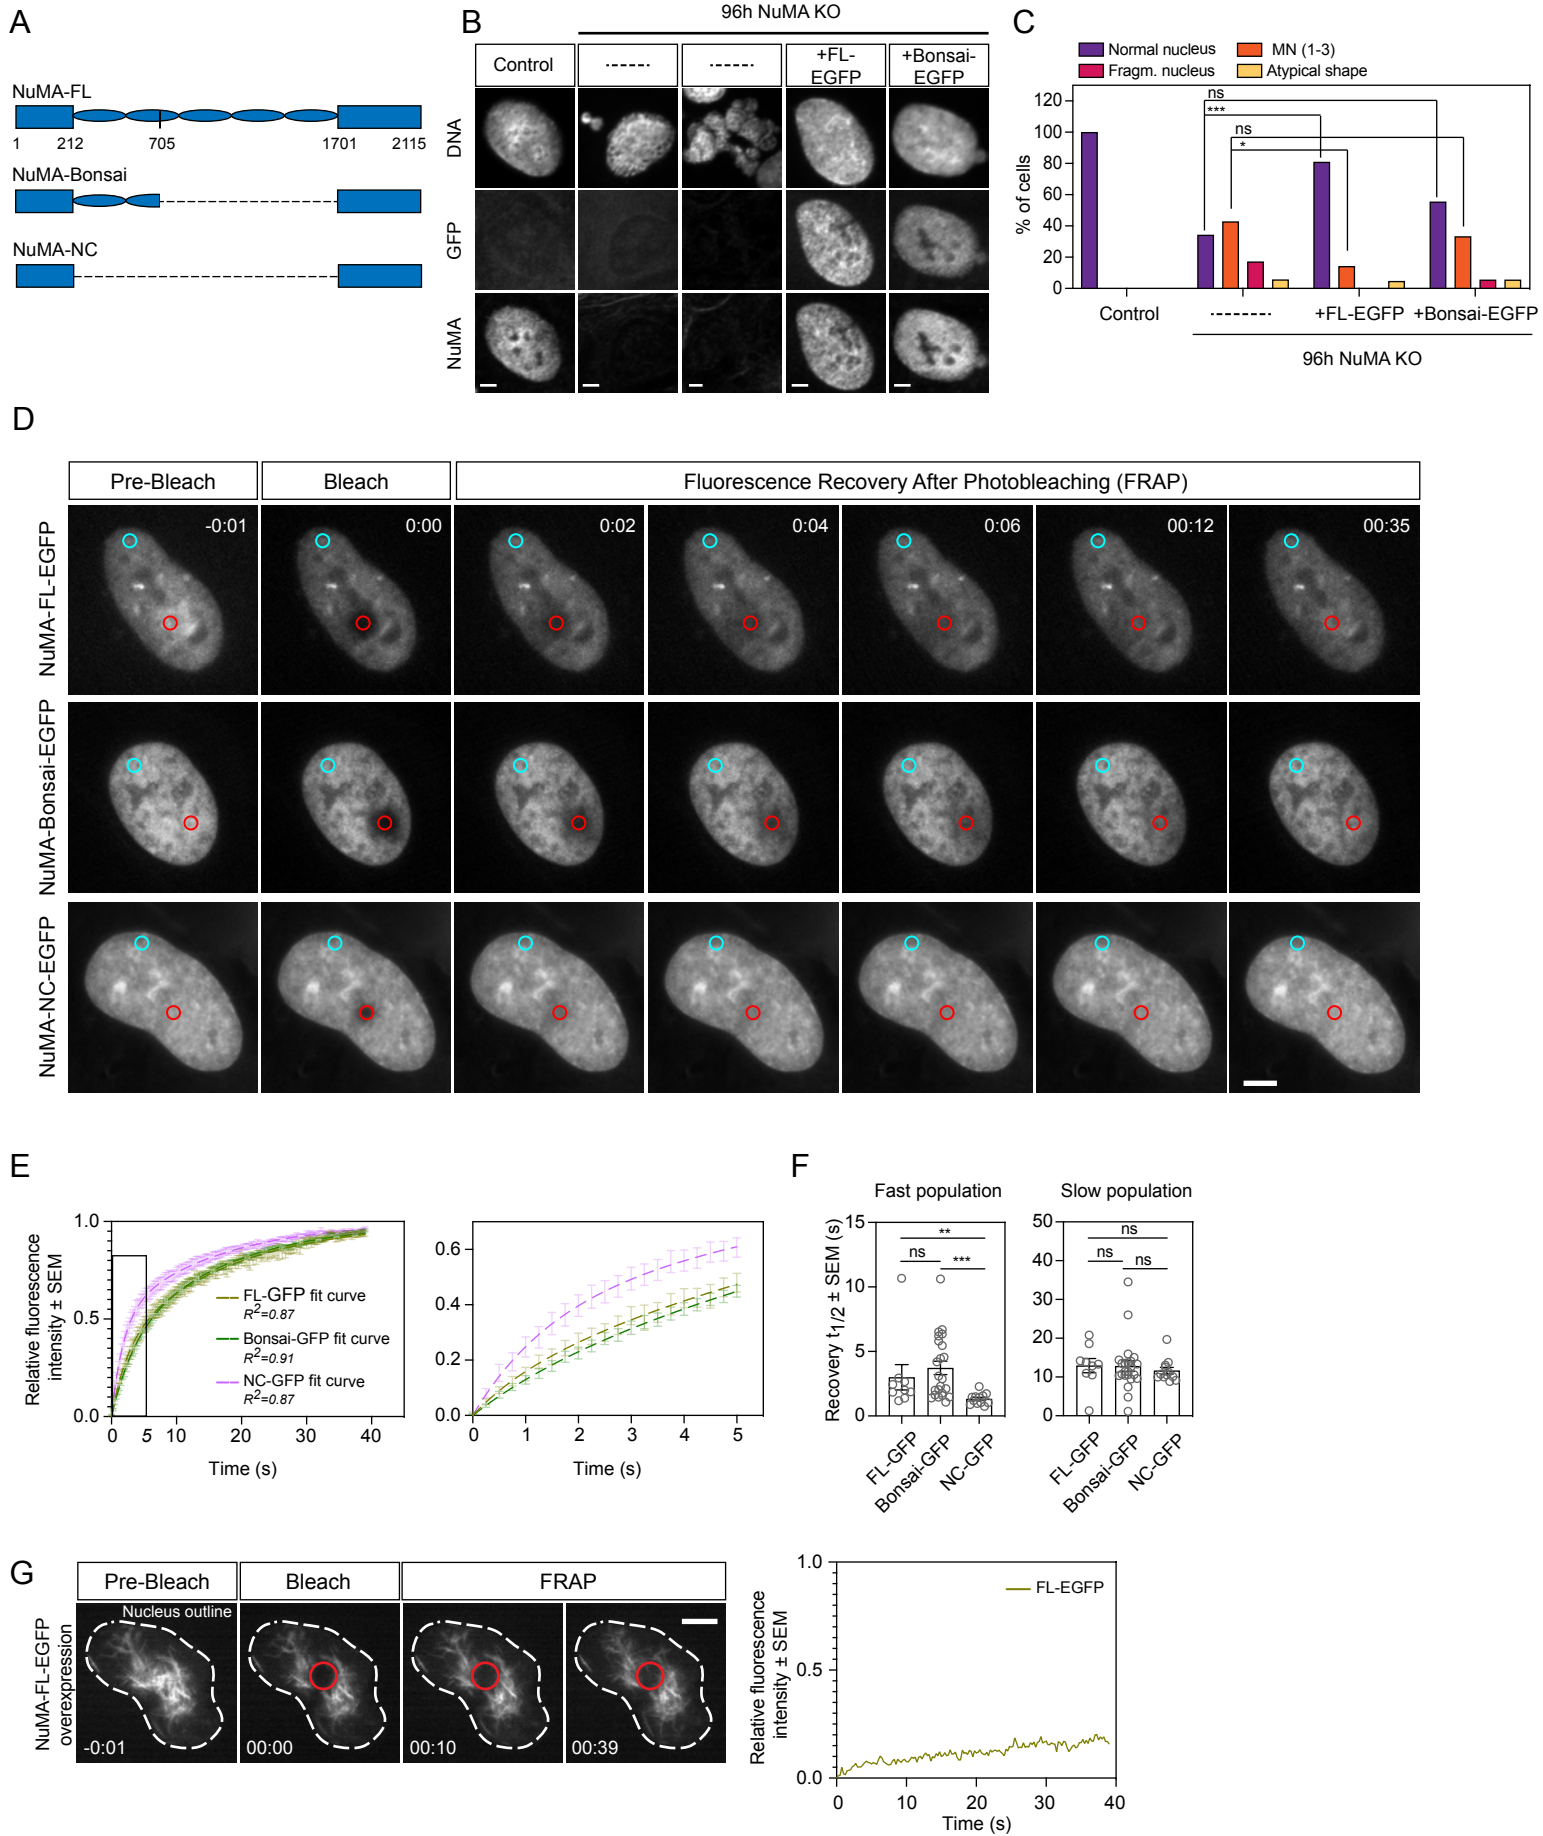 A
NuMA-FL
1 212 705 1701 2115
NuMA-Bonsai
NuMA-NC
B
96h NuMA KO
Control
------
------
+FL-
EGFP
+Bonsai-
EGFP
DNA
GFP
NuMA
C
Normal nucleus
MN (1-3)
Fragm. nucleus
Atypical shape
% of cells
120
100
80
60
40
20
0
ns
***
ns
*
Control
-------
+FL-EGFP
+Bonsai-EGFP
96h NuMA KO
D
Pre-Bleach
Bleach
Fluorescence Recovery After Photobleaching (FRAP)
NuMA-FL-EGFP
-0:01
0:00
0:02
0:04
0:06
00:12
00:35
NuMA-Bonsai-EGFP
NuMA-NC-EGFP
E
Relative fluorescence
intensity ± SEM
1.0
0.5
0.0
FL-GFP fit curve
R²=0.87
Bonsai-GFP fit curve
R²=0.91
NC-GFP fit curve
R²=0.87
0 5 10 20 30 40
Time (s)
0.6
0.4
0.2
0.0
0 1 2 3 4 5
Time (s)
F
Fast population
Recovery t1/2 ± SEM (s)
15
10
5
0
**
ns
***
FL-GFP
Bonsai-GFP
NC-GFP
Slow population
50
40
30
20
10
0
ns
ns
ns
FL-GFP
Bonsai-GFP
NC-GFP
G
Pre-Bleach
Bleach
FRAP
NuMA-FL-EGFP
overexpression
Nucleus outline
-0:01
00:00
00:10
00:39
Relative fluorescence
intensity ± SEM
1.0
0.5
0.0
FL-EGFP
0 10 20 30 40
Time (s)